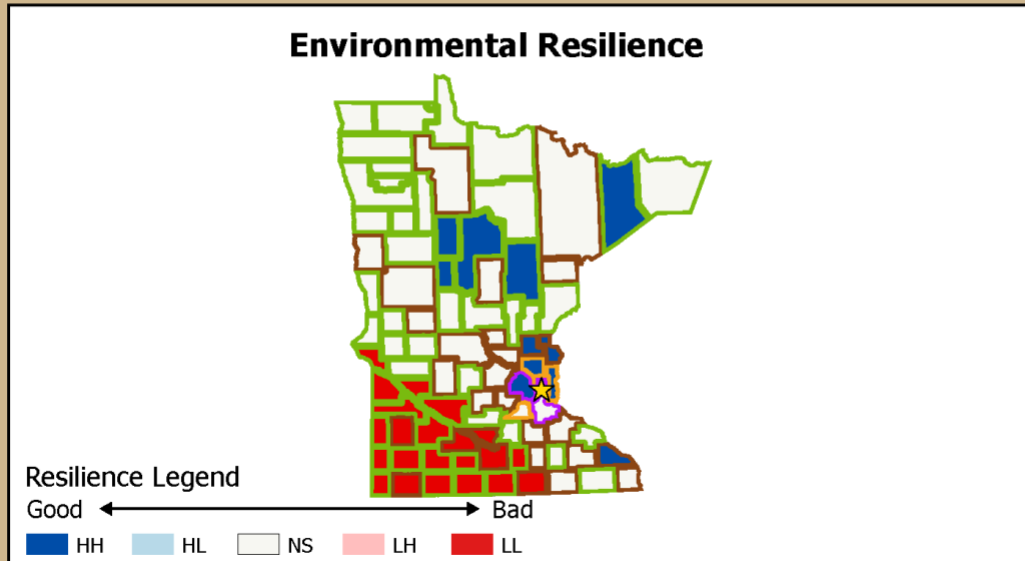 Environmental Resilience
Resilience Legend
Good Bad
HH HL NS LH LL